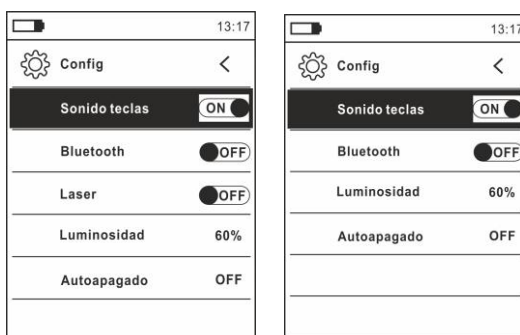 13:17
Config <
Sonido teclas ON
Bluetooth OFF
Laser OFF
Luminosidad 60%
Autoapagado OFF
13:17
Config <
Sonido teclas ON
Bluetooth OFF
Luminosidad 60%
Autoapagado OFF